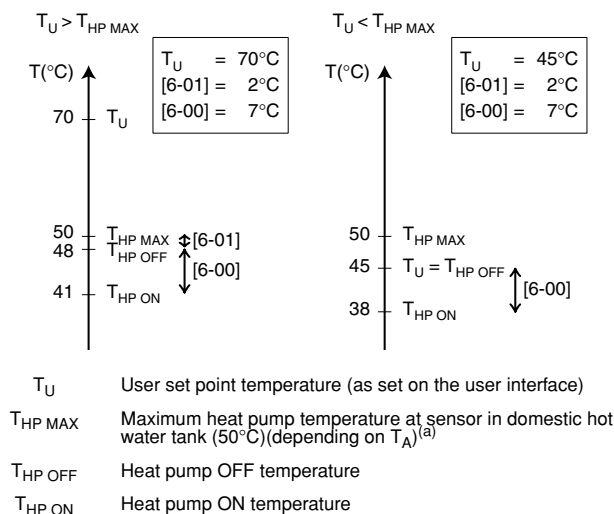 T_U > T_HP MAX
T(°C)
T_U = 70°C
[6-01] = 2°C
[6-00] = 7°C
70 T_U
50 T_HP MAX [6-01]
48 T_HP OFF
[6-00]
41 T_HP ON
T_U < T_HP MAX
T(°C)
T_U = 45°C
[6-01] = 2°C
[6-00] = 7°C
50 T_HP MAX
45 T_U = T_HP OFF
[6-00]
38 T_HP ON
T_U User set point temperature (as set on the user interface)
T_HP MAX Maximum heat pump temperature at sensor in domestic hot
water tank (50°C)(depending on T_A)(a)
T_HP OFF Heat pump OFF temperature
T_HP ON Heat pump ON temperature